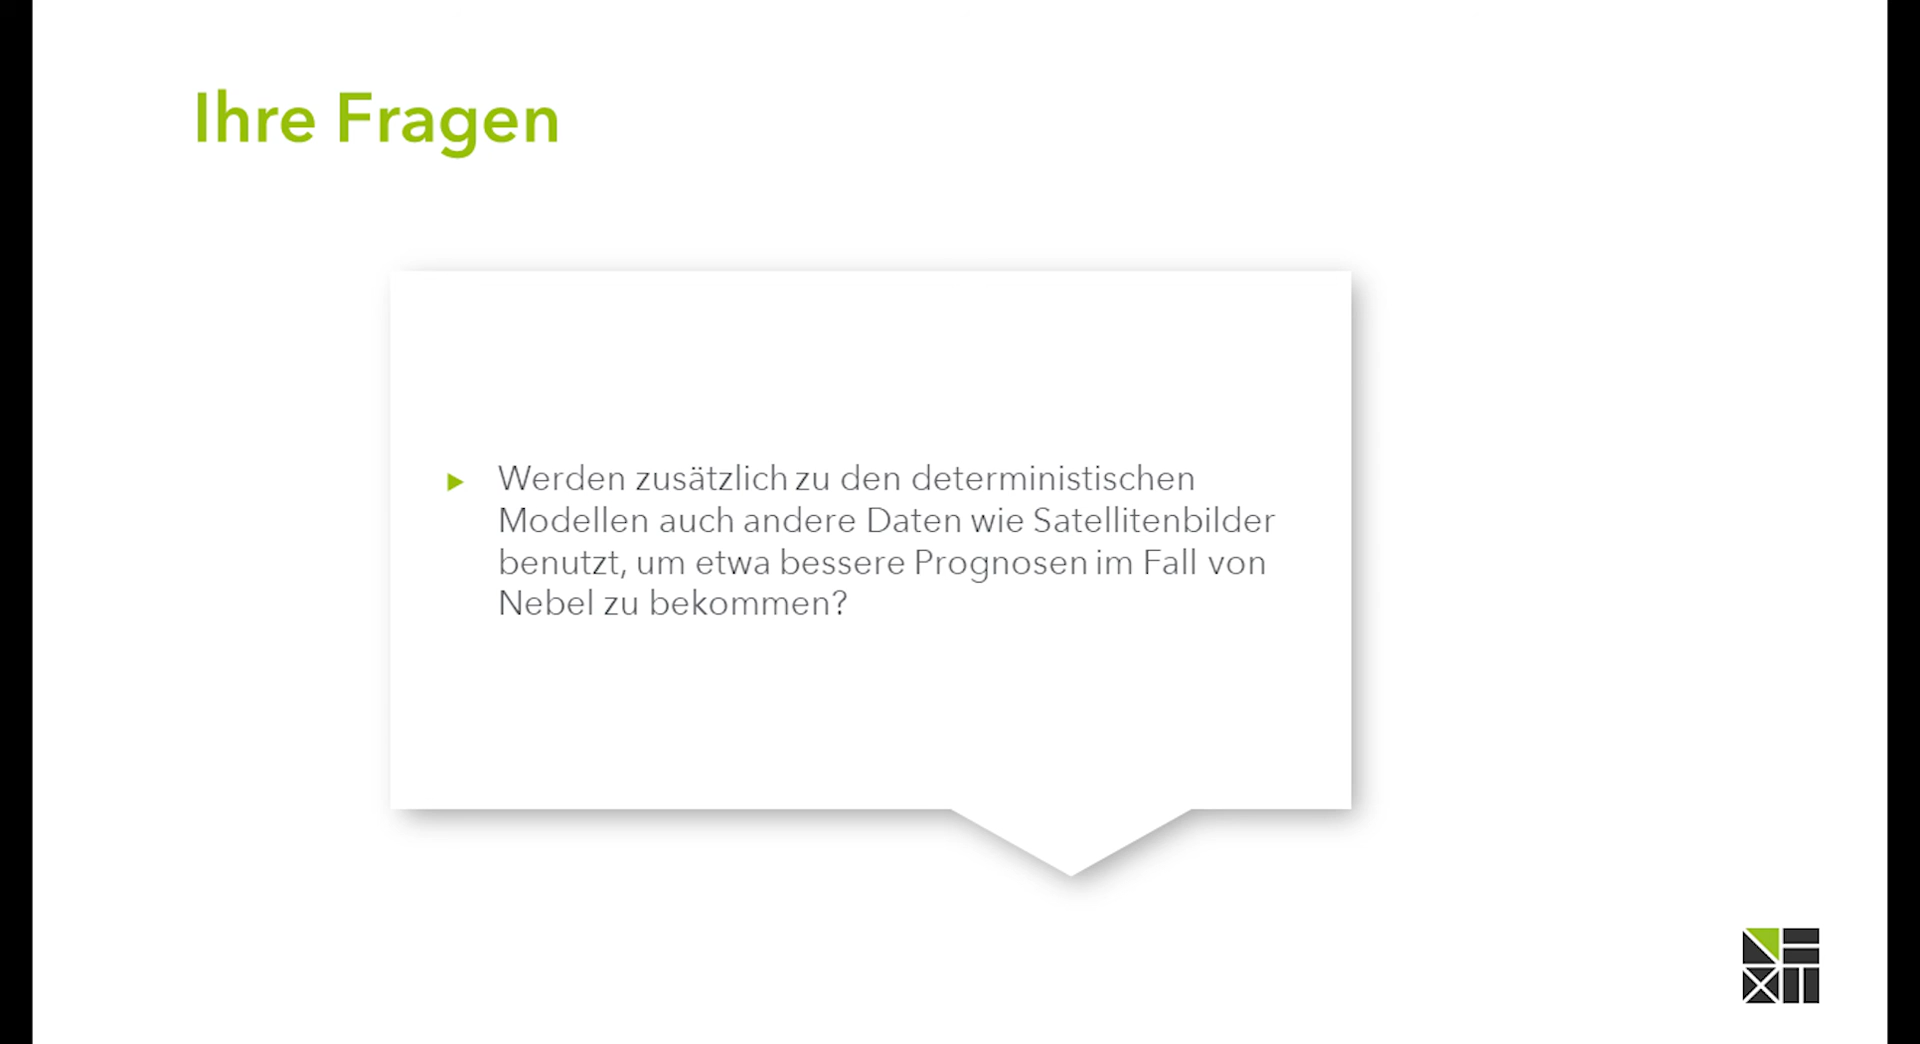 Ihre Fragen
Werden zusätzlich zu den deterministischen
Modellen auch andere Daten wie Satellitenbilder
benutzt, um etwa bessere Prognosen im Fall von
Nebel zu bekommen?
NEXT